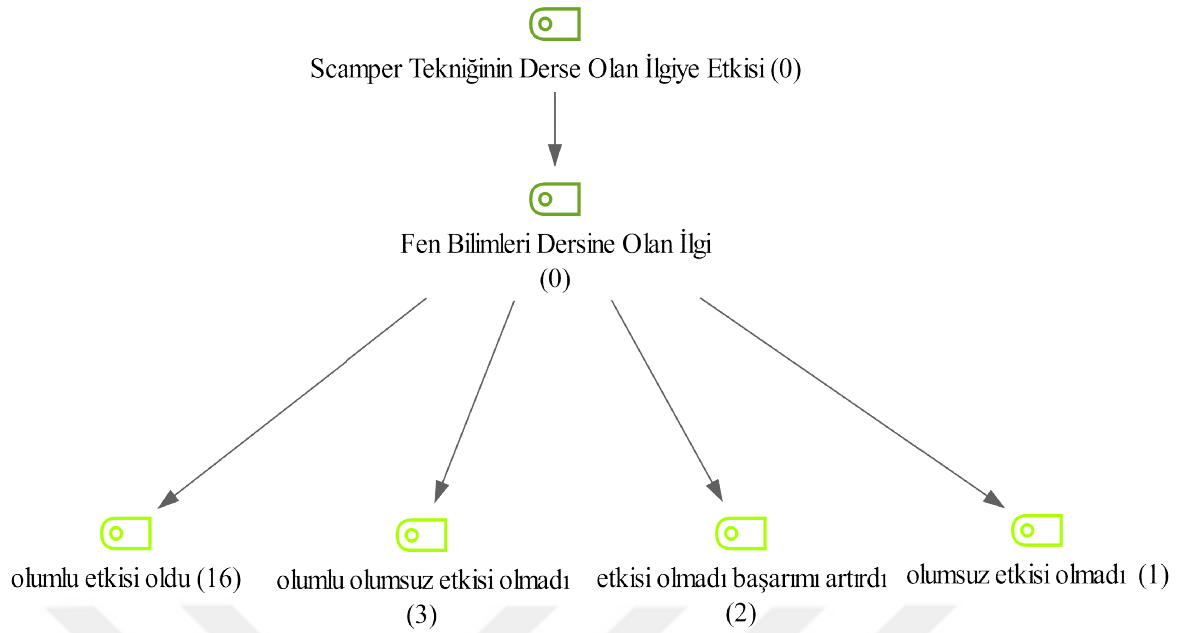 Scamper Tekniğinin Derse Olan İlgiye Etkisi (0)
Fen Bilimleri Dersine Olan İlgi
(0)
olumlu etkisi oldu (16)
olumlu olumsuz etkisi olmadı
(3)
etkisi olmadı başarımı artırdı
(2)
olumsuz etkisi olmadı (1)